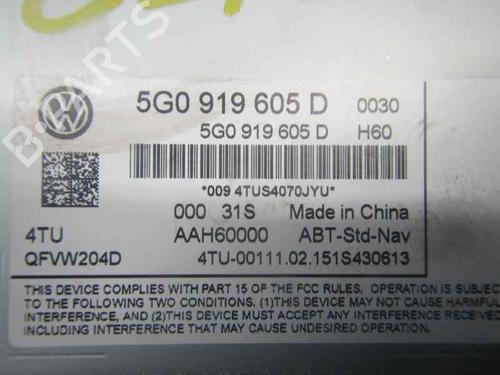 5G0 919 605 D 0030
5G0 919 605 D H60
*009 4TUS4070JYU*
000 31S Made in China
4TU AAH60000 ABT-Std-Nav
QFVW204D 4TU-00111.02.151S430613
THIS DEVICE COMPLIES WITH PART 15 OF THE FCC RULES. OPERATION IS
TO THE FOLLOWING TWO CONDITIONS. (1)THIS DEVICE MAY NOT CAUSE HARMFUL
INTERFERENCE, AND (2)THIS DEVICE MUST ACCEPT ANY INTERFERENCE RECEIVED
INCLUDING INTERFERENCE THAT MAY CAUSE UNDESIRED OPERATION.
B-PARTS